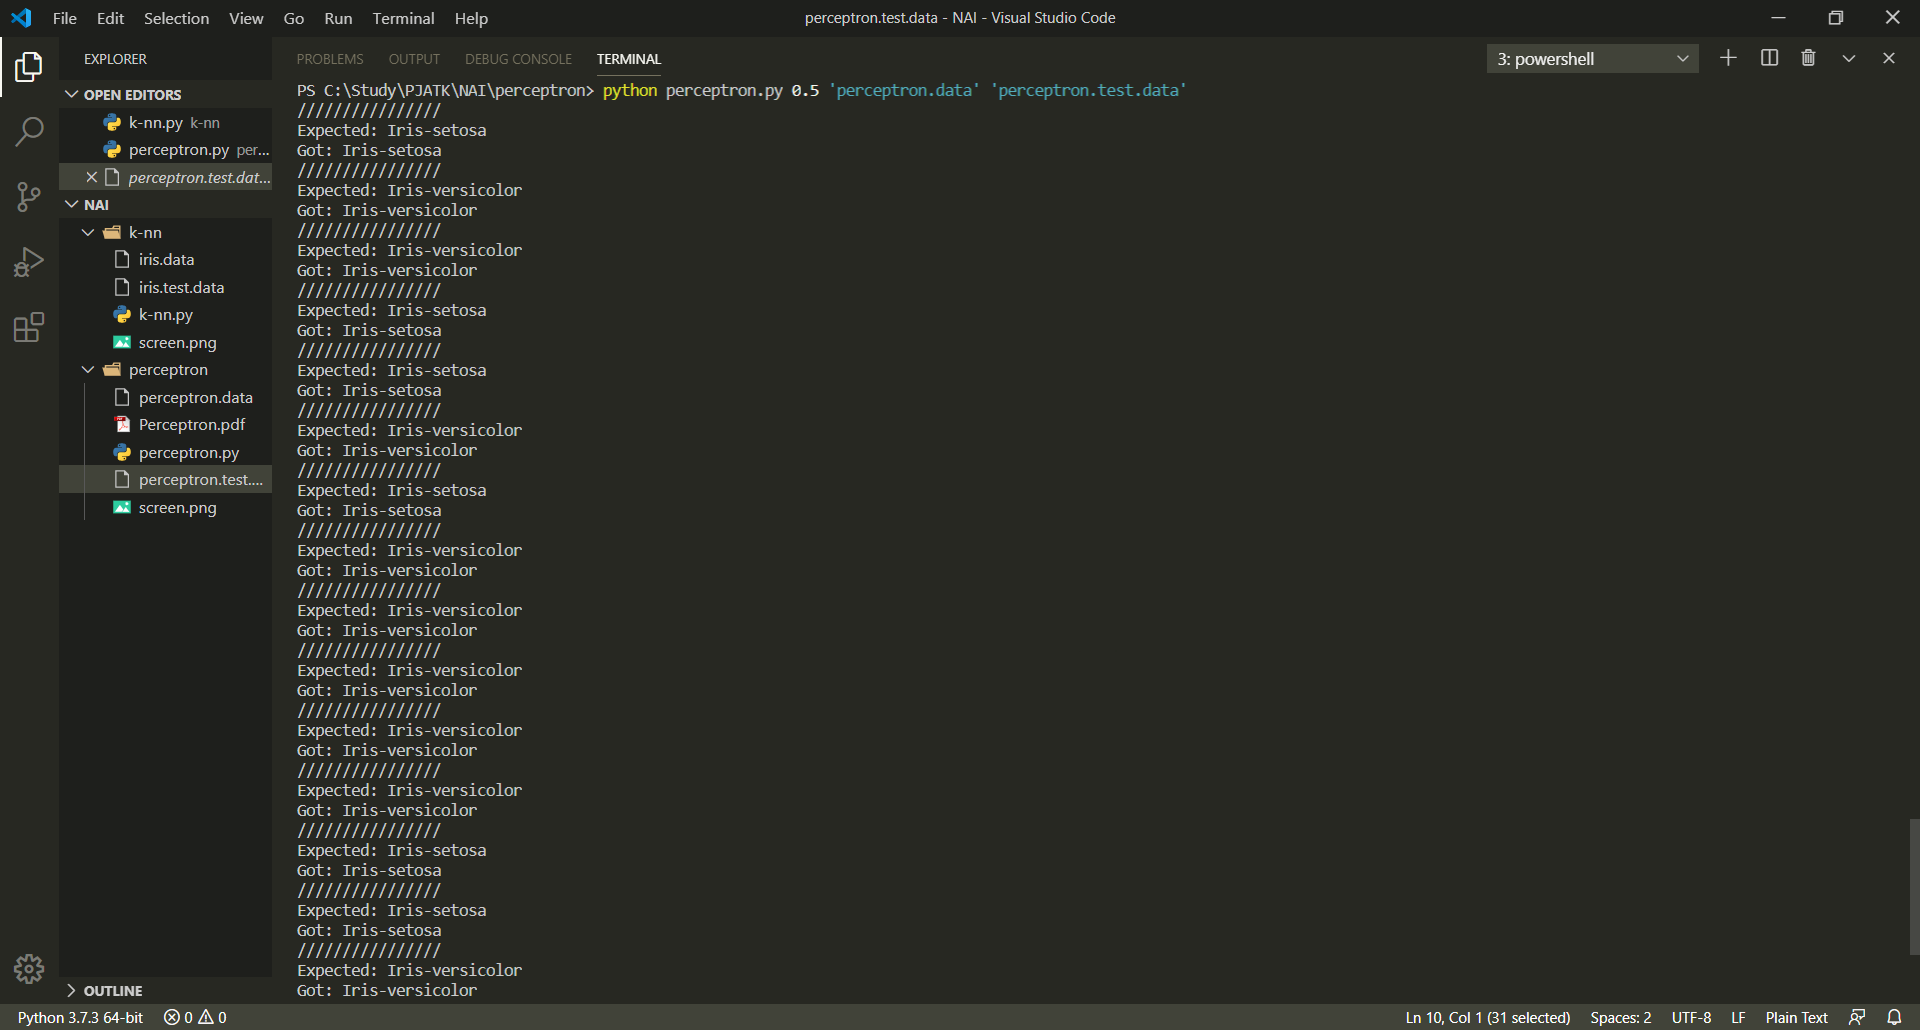 File Edit Selection View Go Run Terminal Help
perceptron.test.data - NAI - Visual Studio Code
EXPLORER
OPEN EDITORS
k-nn.py k-nn
perceptron.py per...
perceptron.test.dat...
NAI
k-nn
iris.data
iris.test.data
k-nn.py
screen.png
perceptron
perceptron.data
Perceptron.pdf
perceptron.py
perceptron.test....
screen.png
OUTLINE
PROBLEMS OUTPUT DEBUG CONSOLE TERMINAL
3: powershell
PS C:\Study\PJATK\NAI\perceptron> python perceptron.py 0.5 'perceptron.data' 'perceptron.test.data'
////////////////
Expected: Iris-setosa
Got: Iris-setosa
////////////////
Expected: Iris-versicolor
Got: Iris-versicolor
////////////////
Expected: Iris-versicolor
Got: Iris-versicolor
////////////////
Expected: Iris-setosa
Got: Iris-setosa
////////////////
Expected: Iris-setosa
Got: Iris-setosa
////////////////
Expected: Iris-versicolor
Got: Iris-versicolor
////////////////
Expected: Iris-setosa
Got: Iris-setosa
////////////////
Expected: Iris-versicolor
Got: Iris-versicolor
////////////////
Expected: Iris-versicolor
Got: Iris-versicolor
////////////////
Expected: Iris-versicolor
Got: Iris-versicolor
////////////////
Expected: Iris-versicolor
Got: Iris-versicolor
////////////////
Expected: Iris-versicolor
Got: Iris-versicolor
////////////////
Expected: Iris-setosa
Got: Iris-setosa
////////////////
Expected: Iris-setosa
Got: Iris-setosa
////////////////
Expected: Iris-versicolor
Got: Iris-versicolor
Python 3.7.3 64-bit 0 0
Ln 10, Col 1 (31 selected) Spaces: 2 UTF-8 LF Plain Text